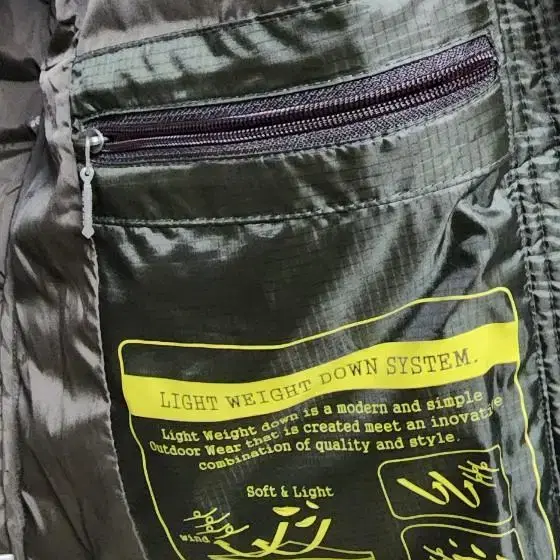 LIGHT WEIGHT DOWN SYSTEM.
Light Weight down is a modern and simple
Outdoor Wear that is created meet an inovative
combination of quality and style.
Soft & Light
wind